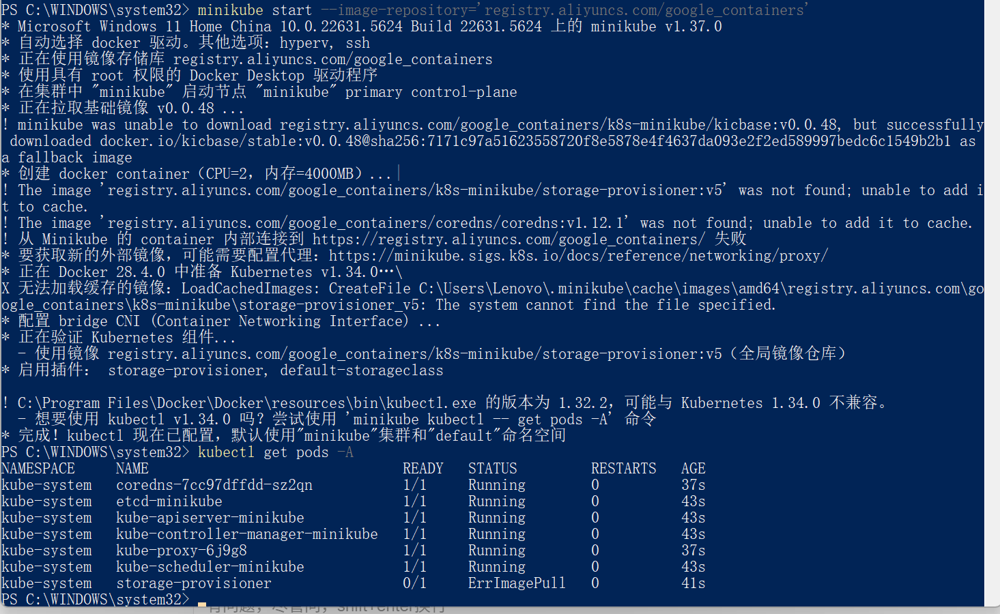 PS C:\WINDOWS\system32> minikube start --image-repository='registry.aliyuncs.com/google_containers'
* Microsoft Windows 11 Home China 10.0.22631.5624 Build 22631.5624 上的 minikube v1.37.0
* 自动选择 docker 驱动。其他选项：hyperv, ssh
* 正在使用镜像存储库 registry.aliyuncs.com/google_containers
* 使用具有 root 权限的 Docker Desktop 驱动程序
* 在集群中 "minikube" 启动节点 "minikube" primary control-plane
* 正在拉取基础镜像 v0.0.48 ...
! minikube was unable to download registry.aliyuncs.com/google_containers/k8s-minikube/kicbase:v0.0.48, but successfully
 downloaded docker.io/kicbase/stable:v0.0.48@sha256:7171c97a51623558720f8e5878e4f4637da093e2f2ed589997bedc6c1549b2b1 as
a fallback image
* 创建 docker container（CPU=2，内存=4000MB）...|
! The image 'registry.aliyuncs.com/google_containers/k8s-minikube/storage-provisioner:v5' was not found; unable to add i
t to cache.
! The image 'registry.aliyuncs.com/google_containers/coredns/coredns:v1.12.1' was not found; unable to add it to cache.
! 从 Minikube 的 container 内部连接到 https://registry.aliyuncs.com/google_containers/ 失败
* 要获取新的外部镜像，可能需要配置代理：https://minikube.sigs.k8s.io/docs/reference/networking/proxy/
* 正在 Docker 28.4.0 中准备 Kubernetes v1.34.0…\
X 无法加载缓存的镜像：LoadCachedImages: CreateFile C:\Users\Lenovo\.minikube\cache\images\amd64\registry.aliyuncs.com\go
ogle_containers\k8s-minikube\storage-provisioner_v5: The system cannot find the file specified.
* 配置 bridge CNI (Container Networking Interface) ...
* 正在验证 Kubernetes 组件...
  - 使用镜像 registry.aliyuncs.com/google_containers/k8s-minikube/storage-provisioner:v5（全局镜像仓库）
* 启用插件： storage-provisioner, default-storageclass
! C:\Program Files\Docker\Docker\resources\bin\kubectl.exe 的版本为 1.32.2，可能与 Kubernetes 1.34.0 不兼容。
  - 想要使用 kubectl v1.34.0 吗？尝试使用 'minikube kubectl -- get pods -A' 命令
* 完成！kubectl 现在已配置，默认使用"minikube"集群和"default"命名空间
PS C:\WINDOWS\system32> kubectl get pods -A
NAMESPACE     NAME                               READY   STATUS         RESTARTS   AGE
kube-system   coredns-7cc97dffdd-sz2qn           1/1     Running        0          37s
kube-system   etcd-minikube                      1/1     Running        0          43s
kube-system   kube-apiserver-minikube            1/1     Running        0          43s
kube-system   kube-controller-manager-minikube   1/1     Running        0          43s
kube-system   kube-proxy-6j9g8                   1/1     Running        0          37s
kube-system   kube-scheduler-minikube            1/1     Running        0          43s
kube-system   storage-provisioner                0/1     ErrImagePull   0          41s
PS C:\WINDOWS\system32>